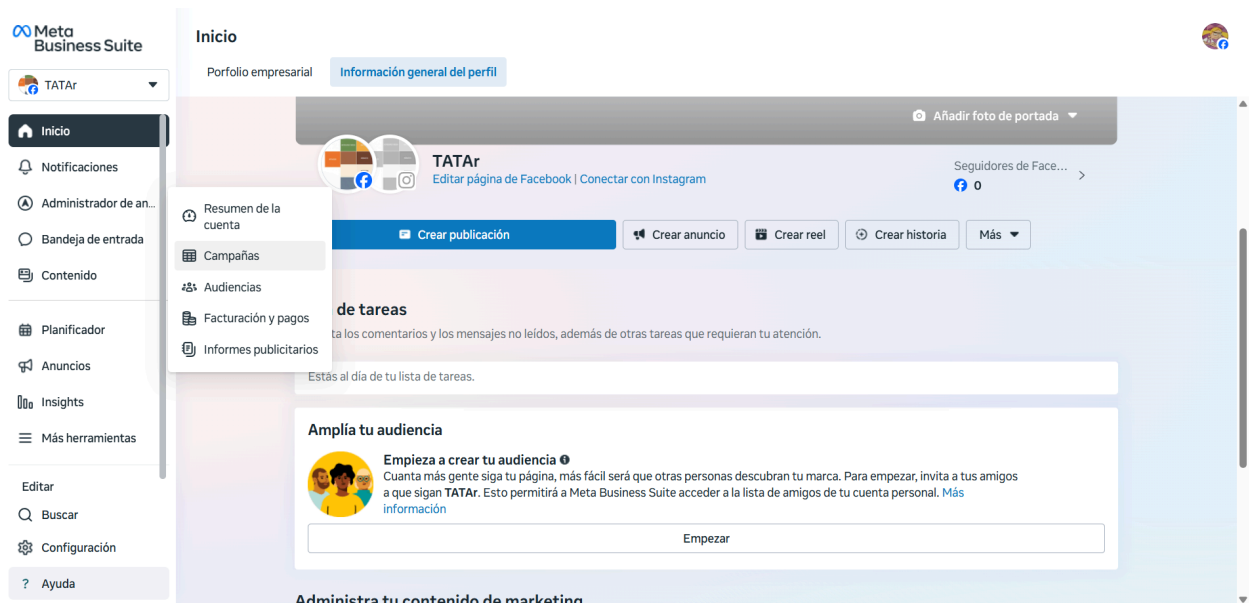 Meta
Business Suite
TATAr
Inicio
Notificaciones
Administrador de an...
Bandeja de entrada
Contenido
Planificador
Anuncios
Insights
Más herramientas
Editar
Buscar
Configuración
? Ayuda
Resumen de la
cuenta
Campañas
Audiencias
Facturación y pagos
Informes publicitarios
Inicio
Porfolio empresarial
Información general del perfil
Añadir foto de portada
TATAr
Editar página de Facebook | Conectar con Instagram
Seguidores de Face...
0
Crear publicación
Crear anuncio
Crear reel
Crear historia
Más
de tareas
los comentarios y los mensajes no leídos, además de otras tareas que requieran tu atención.
Estás al día de tu lista de tareas.
Amplía tu audiencia
Empieza a crear tu audiencia
Cuanta más gente siga tu página, más fácil será que otras personas descubran tu marca. Para empezar, invita a tus amigos
a que sigan TATAr. Esto permitirá a Meta Business Suite acceder a la lista de amigos de tu cuenta personal. Más
información
Empezar
Administra tu contenido de marketing